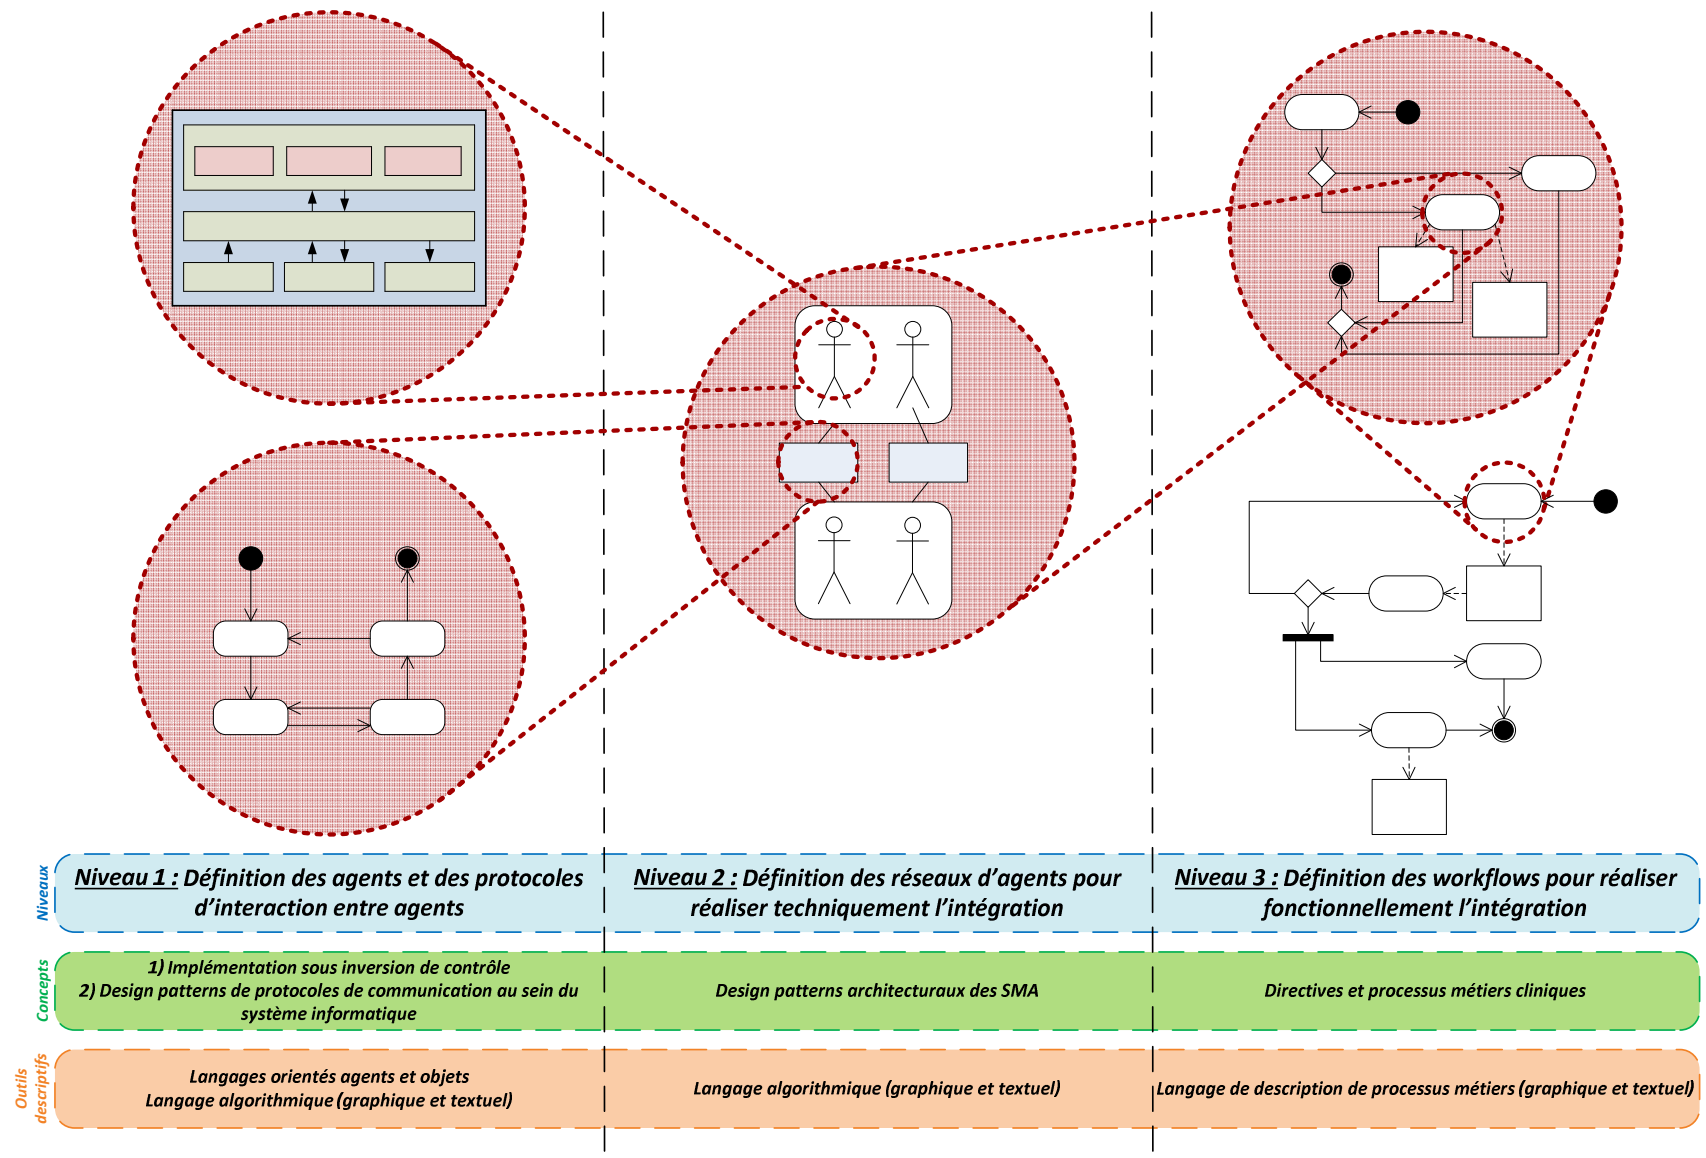 Niveaux
Niveau 1 : Définition des agents et des protocoles
d’interaction entre agents
Niveau 2 : Définition des réseaux d’agents pour
réaliser techniquement l’intégration
Niveau 3 : Définition des workflows pour réaliser
fonctionnellement l’intégration
Concepts
1) Implémentation sous inversion de contrôle
2) Design patterns de protocoles de communication au sein du
système informatique
Design patterns architecturaux des SMA
Directives et processus métiers cliniques
Outils
descriptifs
Langages orientés agents et objets
Langage algorithmique (graphique et textuel)
Langage algorithmique (graphique et textuel)
Langage de description de processus métiers (graphique et textuel)